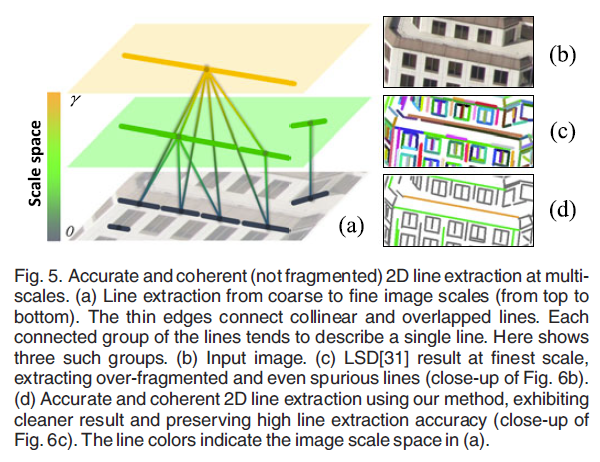 γ
Scale space
0
(a)
(b)
(c)
(d)
Fig. 5. Accurate and coherent (not fragmented) 2D line extraction at multi-
scales. (a) Line extraction from coarse to fine image scales (from top to
bottom). The thin edges connect collinear and overlapped lines. Each
connected group of the lines tends to describe a single line. Here shows
three such groups. (b) Input image. (c) LSD[31] result at finest scale,
extracting over-fragmented and even spurious lines (close-up of Fig. 6b).
(d) Accurate and coherent 2D line extraction using our method, exhibiting
cleaner result and preserving high line extraction accuracy (close-up of
Fig. 6c). The line colors indicate the image scale space in (a).